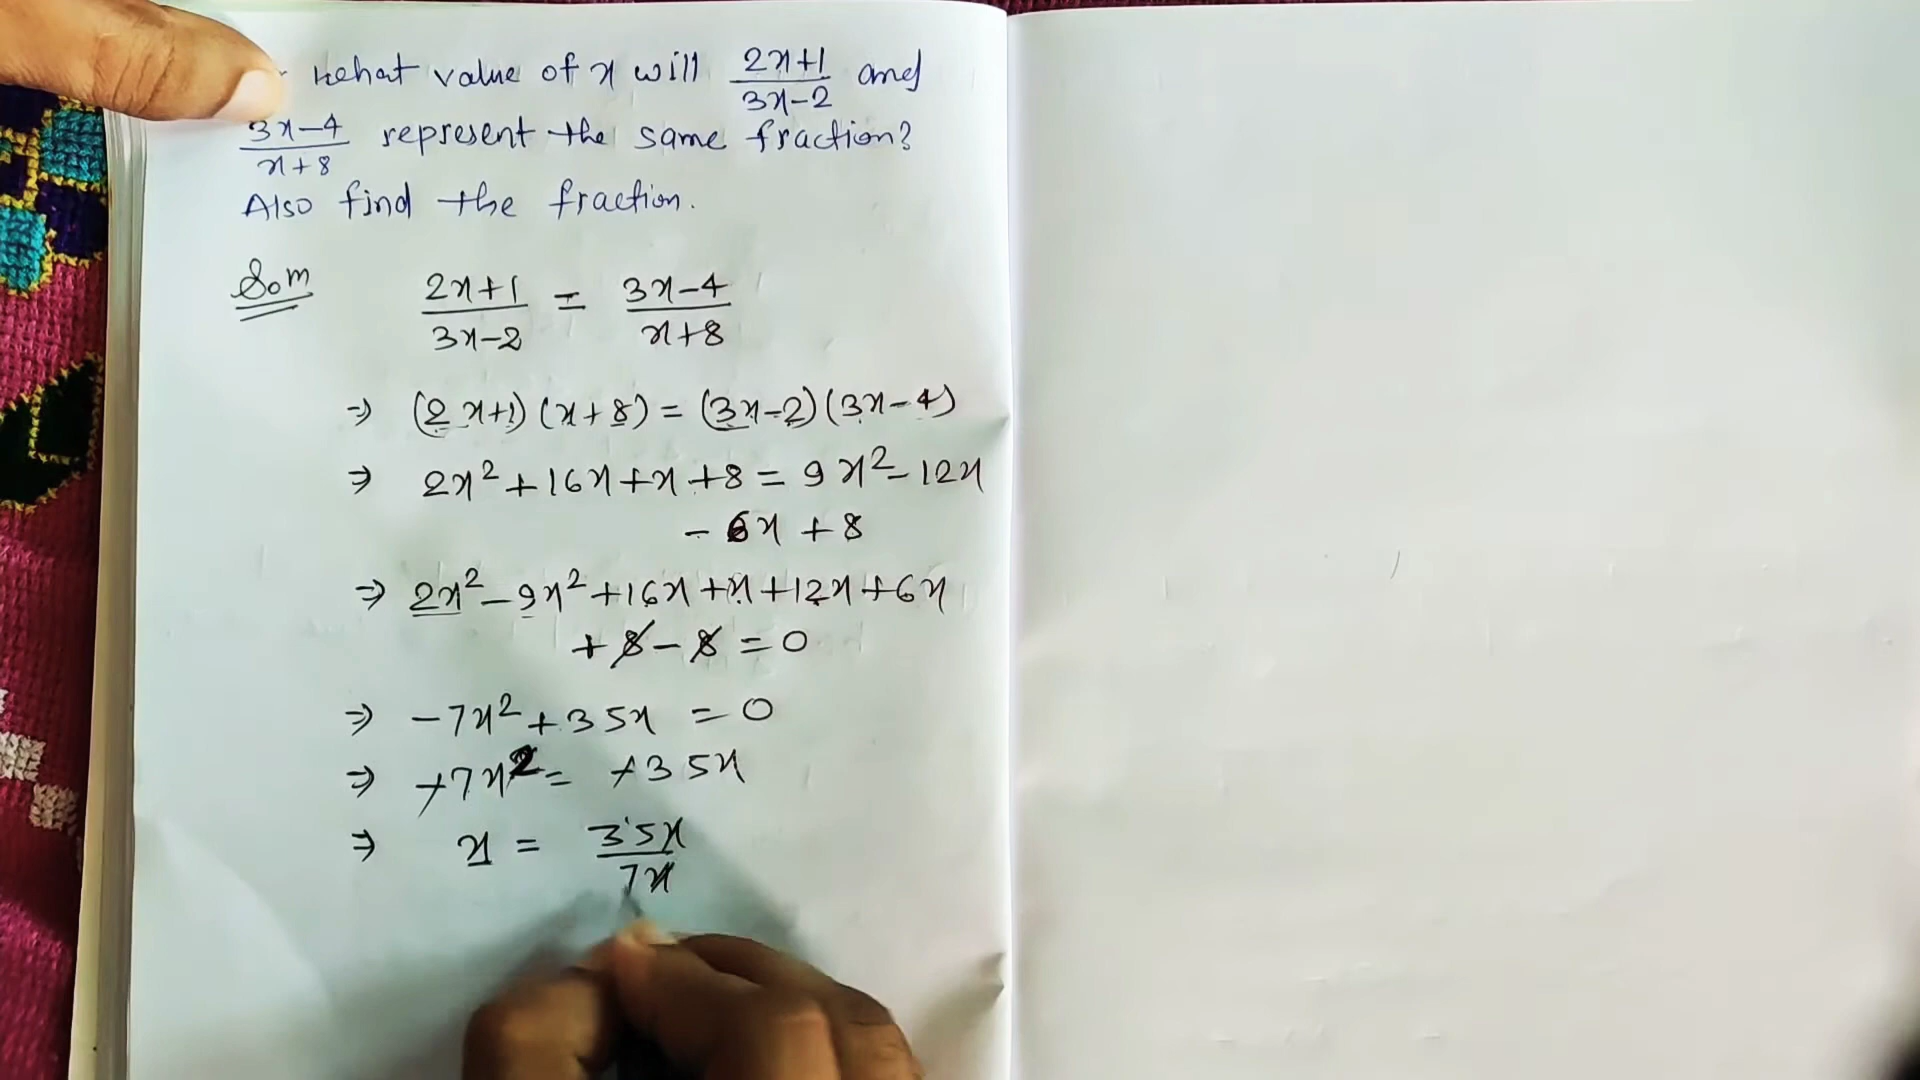 what value of x will (2x+1)/(3x-2) and
(3x-4)/(x+8) represent the same fraction?
Also find the fraction.
Soln (2x+1)/(3x-2) = (3x-4)/(x+8)
⇒ (2x+1)(x+8) = (3x-2)(3x-4)
⇒ 2x²+16x+x+8 = 9x²-12x
-6x+8
⇒ 2x²-9x²+16x+x+12x+6x
+8-8=0
⇒ -7x²+35x = 0
⇒ +7x² = +35x
⇒ x = 35x/7x